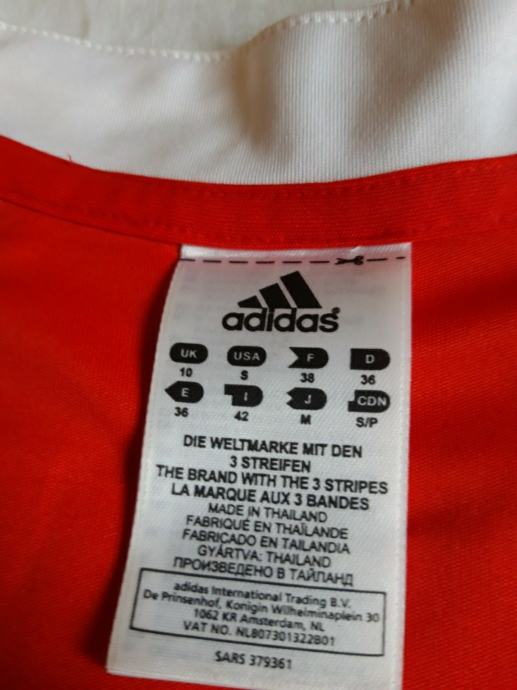 adidas
UK USA F D
10 S 38 36
E I J CDN
36 42 M S/P
DIE WELTMARKE MIT DEN
3 STREIFEN
THE BRAND WITH THE 3 STRIPES
LA MARQUE AUX 3 BANDES
MADE IN THAILAND
FABRIQUÉ EN THAÏLANDE
FABRICADO EN TAILANDIA
GYÁRTVA: THAILAND
ПРОИЗВЕДЕНО В ТАЙЛАНД
adidas International Trading B.V.
De Prinsenhof, Konigin Wilhelminaplein 30
1062 KR Amsterdam, NL
VAT NO. NL807301322B01
SARS 379361